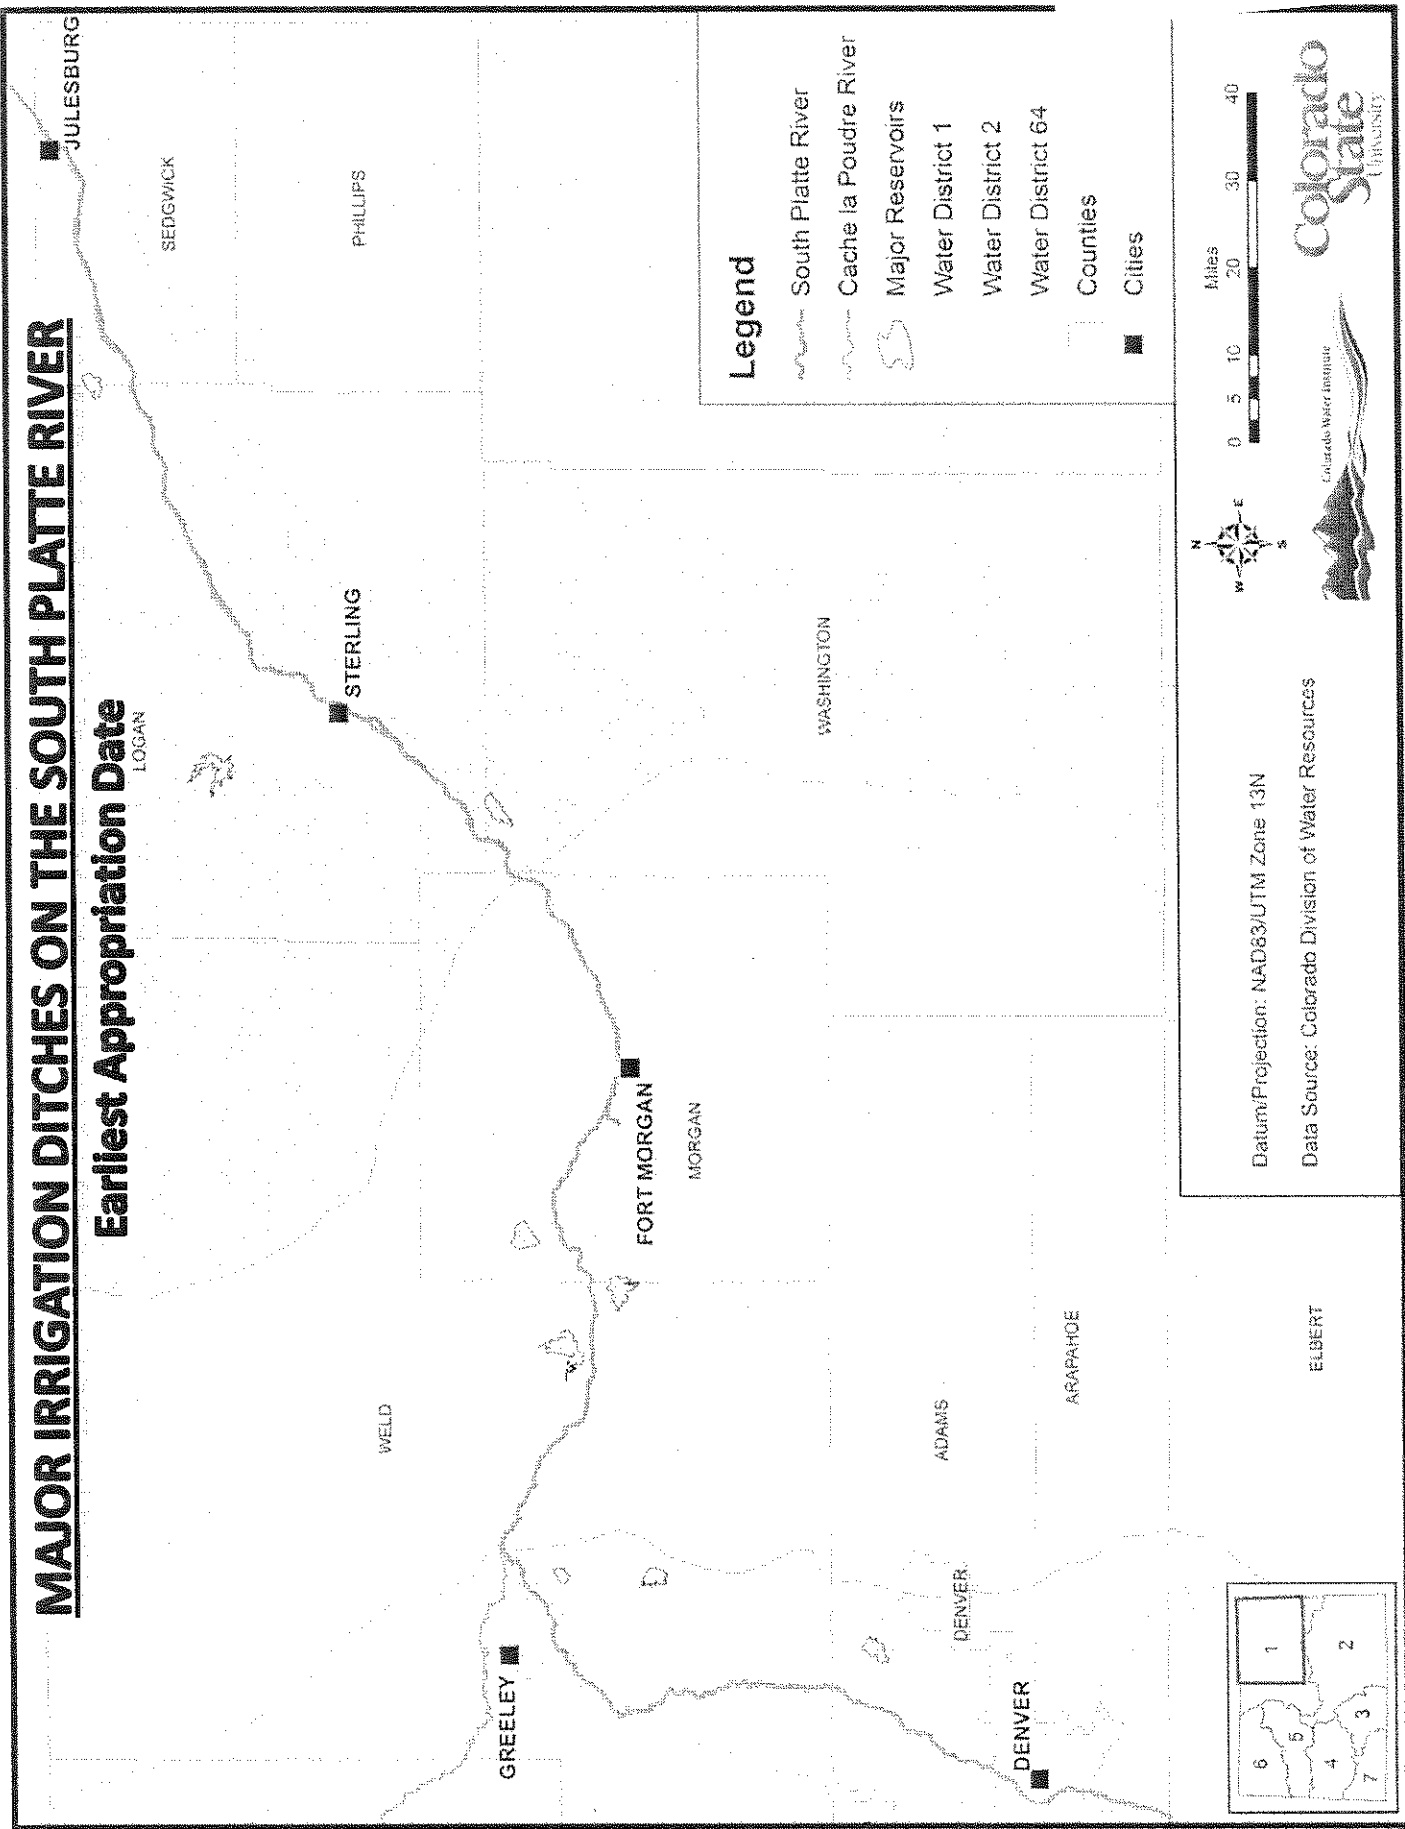 MAJOR IRRIGATION DITCHES ON THE SOUTH PLATTE RIVER
Earliest Appropriation Date
JULESBURG
SEDGWICK
PHILLIPS
LOGAN
STERLING
WELD
WASHINGTON
GREELEY
FORT MORGAN
MORGAN
ADAMS
ARAPAHOE
DENVER
DENVER
ELBERT
Legend
South Platte River
Cache la Poudre River
Major Reservoirs
Water District 1
Water District 2
Water District 64
Counties
Cities
6
5
1
4
3
2
7
Datum/Projection: NAD83/UTM Zone 13N
Data Source: Colorado Division of Water Resources
N
W
E
S
Miles
0 5 10 20 30 40
Colorado Water Institute
Colorado
State
University